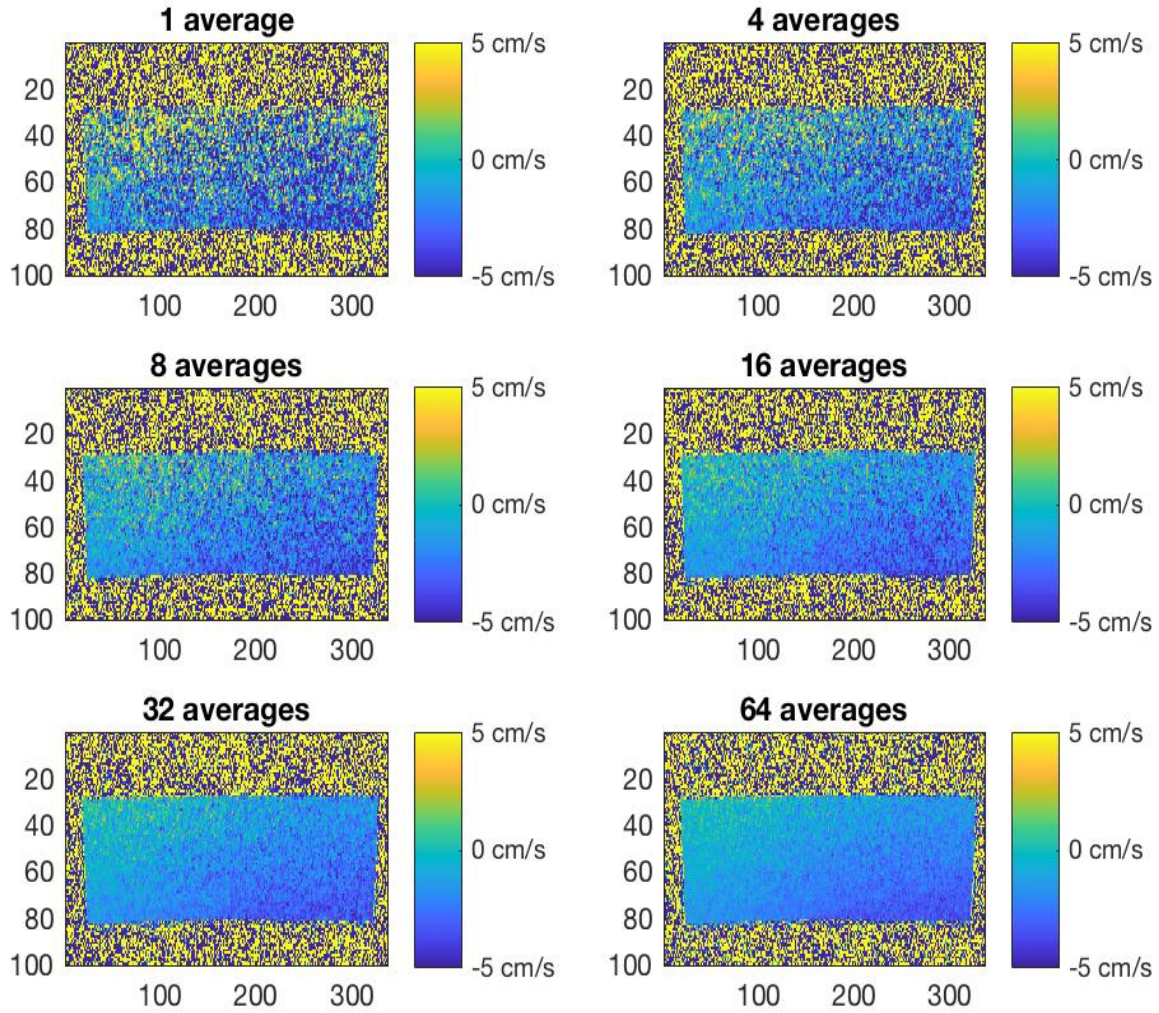 1 average
4 averages
5 cm/s
5 cm/s
20
20
40
40
0 cm/s
0 cm/s
60
60
80
80
100
100
-5 cm/s
-5 cm/s
100 200 300
100 200 300
8 averages
16 averages
5 cm/s
5 cm/s
20
20
40
40
0 cm/s
0 cm/s
60
60
80
80
100
100
-5 cm/s
-5 cm/s
100 200 300
100 200 300
32 averages
64 averages
5 cm/s
5 cm/s
20
20
40
40
0 cm/s
0 cm/s
60
60
80
80
100
100
-5 cm/s
-5 cm/s
100 200 300
100 200 300